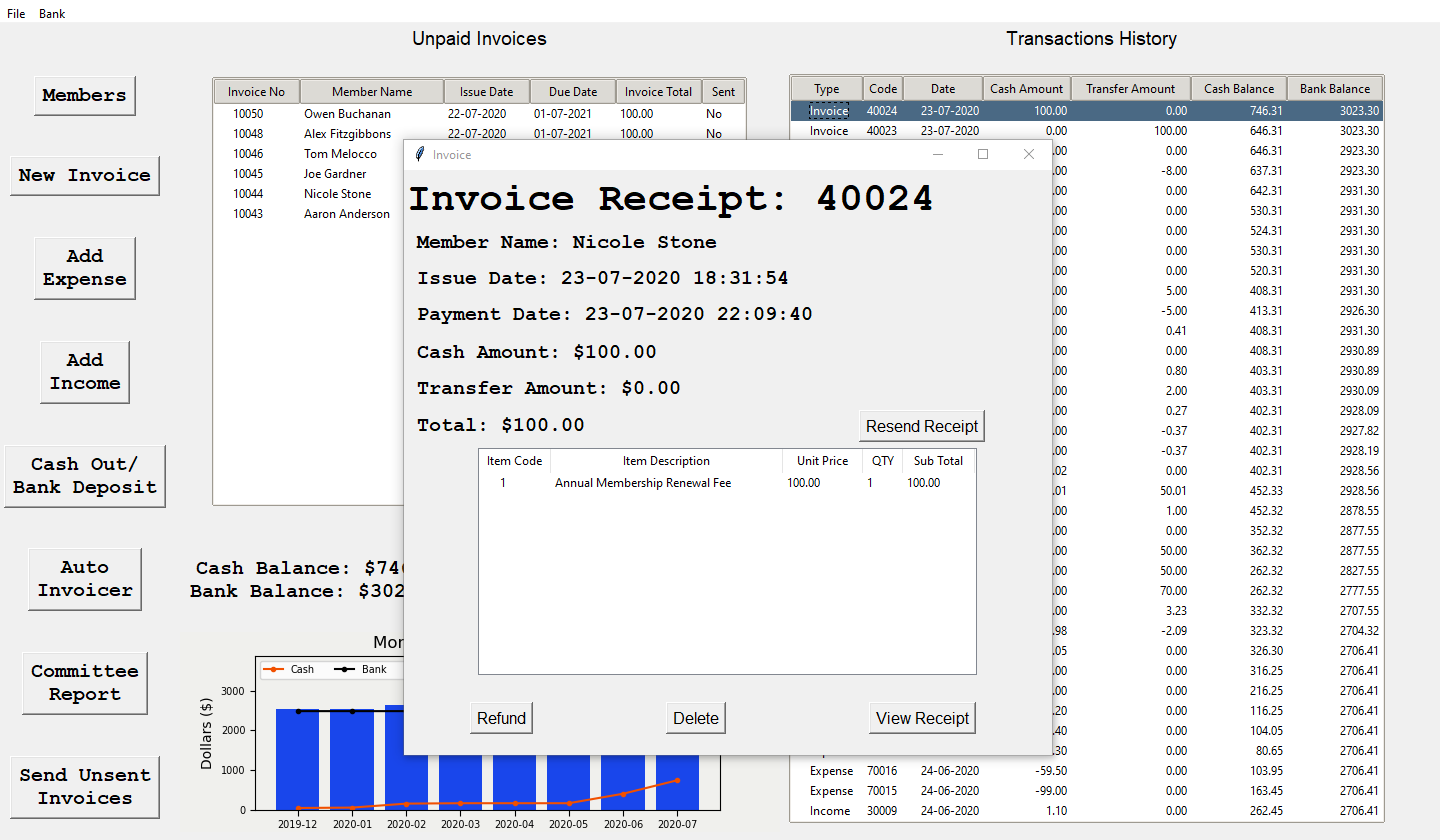 File Bank
Unpaid Invoices
Transactions History
Members
New Invoice
Add
Expense
Add
Income
Cash Out/
Bank Deposit
Auto
Invoicer
Committee
Report
Send Unsent
Invoices
Invoice No Member Name Issue Date Due Date Invoice Total Sent
10050 Owen Buchanan 22-07-2020 01-07-2021 100.00 No
10048 Alex Fitzgibbons 22-07-2020 01-07-2021 100.00 No
10046 Tom Melocco
10045 Joe Gardner
10044 Nicole Stone
10043 Aaron Anderson
Invoice
Invoice Receipt: 40024
Member Name: Nicole Stone
Issue Date: 23-07-2020 18:31:54
Payment Date: 23-07-2020 22:09:40
Cash Amount: $100.00
Transfer Amount: $0.00
Total: $100.00
Resend Receipt
Item Code Item Description Unit Price QTY Sub Total
1 Annual Membership Renewal Fee 100.00 1 100.00
Refund Delete View Receipt
Cash Balance: $74
Bank Balance: $302
Mon
Cash Bank
Dollars ($)
3000
2000
1000
0
2019-12 2020-01 2020-02 2020-03 2020-04 2020-05 2020-06 2020-07
Type Code Date Cash Amount Transfer Amount Cash Balance Bank Balance
Invoice 40024 23-07-2020 100.00 0.00 746.31 3023.30
Invoice 40023 23-07-2020 0.00 100.00 646.31 3023.30
.00 0.00 646.31 2923.30
.00 -8.00 637.31 2923.30
.00 0.00 642.31 2931.30
.00 0.00 530.31 2931.30
.00 0.00 524.31 2931.30
.00 0.00 530.31 2931.30
.00 0.00 520.31 2931.30
.00 5.00 408.31 2931.30
.00 -5.00 413.31 2926.30
.00 0.41 408.31 2931.30
.00 0.00 408.31 2930.89
.00 0.80 403.31 2930.89
.00 2.00 403.31 2930.09
.00 0.27 402.31 2928.09
.00 -0.37 402.31 2927.82
.00 -0.37 402.31 2928.19
.02 0.00 402.31 2928.56
.01 50.01 452.33 2928.56
.00 1.00 452.32 2878.55
.00 0.00 352.32 2877.55
.00 50.00 362.32 2877.55
.00 50.00 262.32 2827.55
.00 70.00 262.32 2777.55
.00 3.23 332.32 2707.55
.98 -2.09 323.32 2704.32
.05 0.00 326.30 2706.41
.00 0.00 316.25 2706.41
.00 0.00 216.25 2706.41
.20 0.00 116.25 2706.41
.40 0.00 104.05 2706.41
.30 0.00 80.65 2706.41
Expense 70016 24-06-2020 -59.50 0.00 103.95 2706.41
Expense 70015 24-06-2020 -99.00 0.00 163.45 2706.41
Income 30009 24-06-2020 1.10 0.00 262.45 2706.41